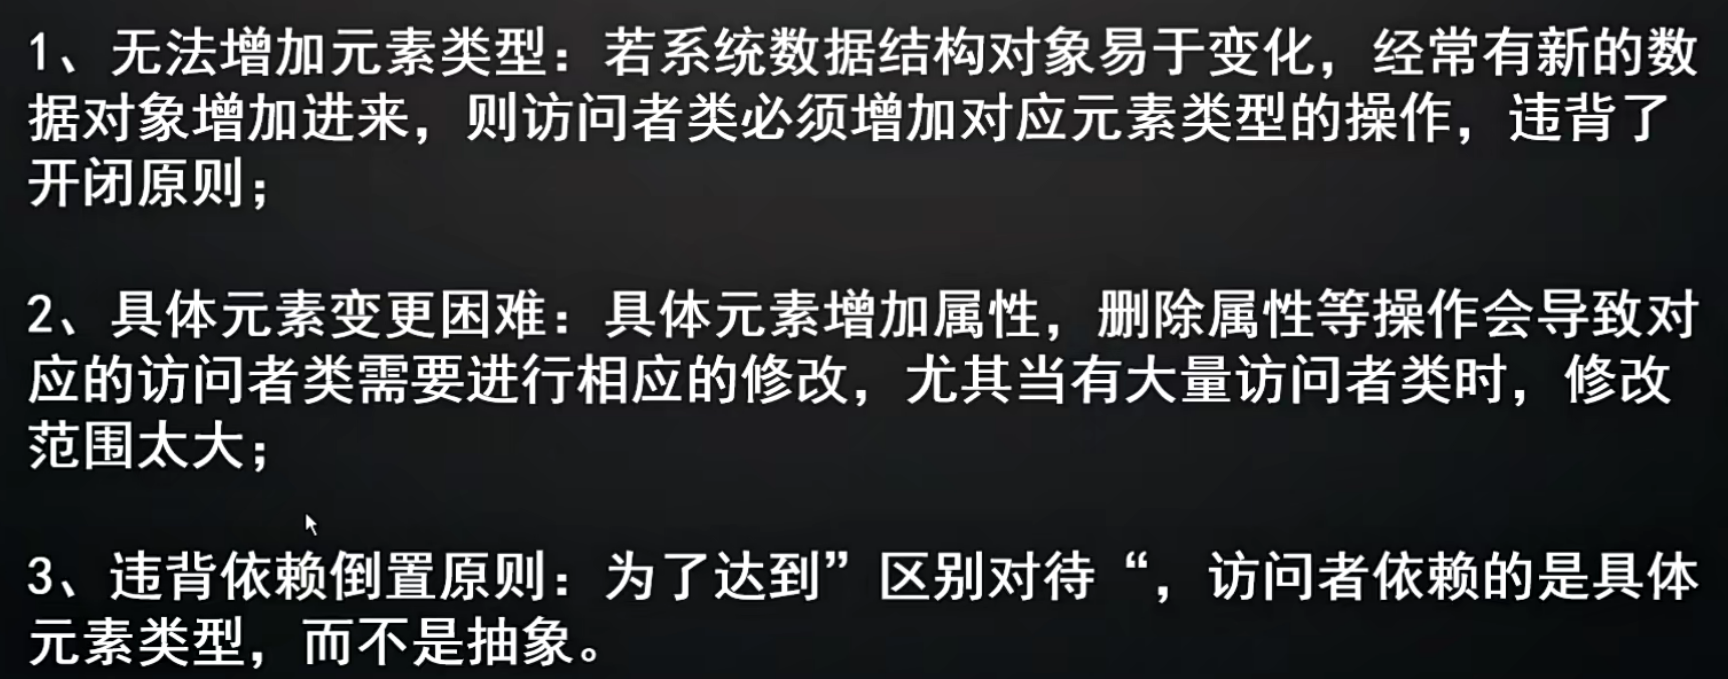 1、无法增加元素类型：若系统数据结构对象易于变化，经常有新的数
据对象增加进来，则访问者类必须增加对应元素类型的操作，违背了
开闭原则；
2、具体元素变更困难：具体元素增加属性，删除属性等操作会导致对
应的访问者类需要进行相应的修改，尤其当有大量访问者类时，修改
范围太大；
3、违背依赖倒置原则：为了达到”区别对待“，访问者依赖的是具体
元素类型，而不是抽象。